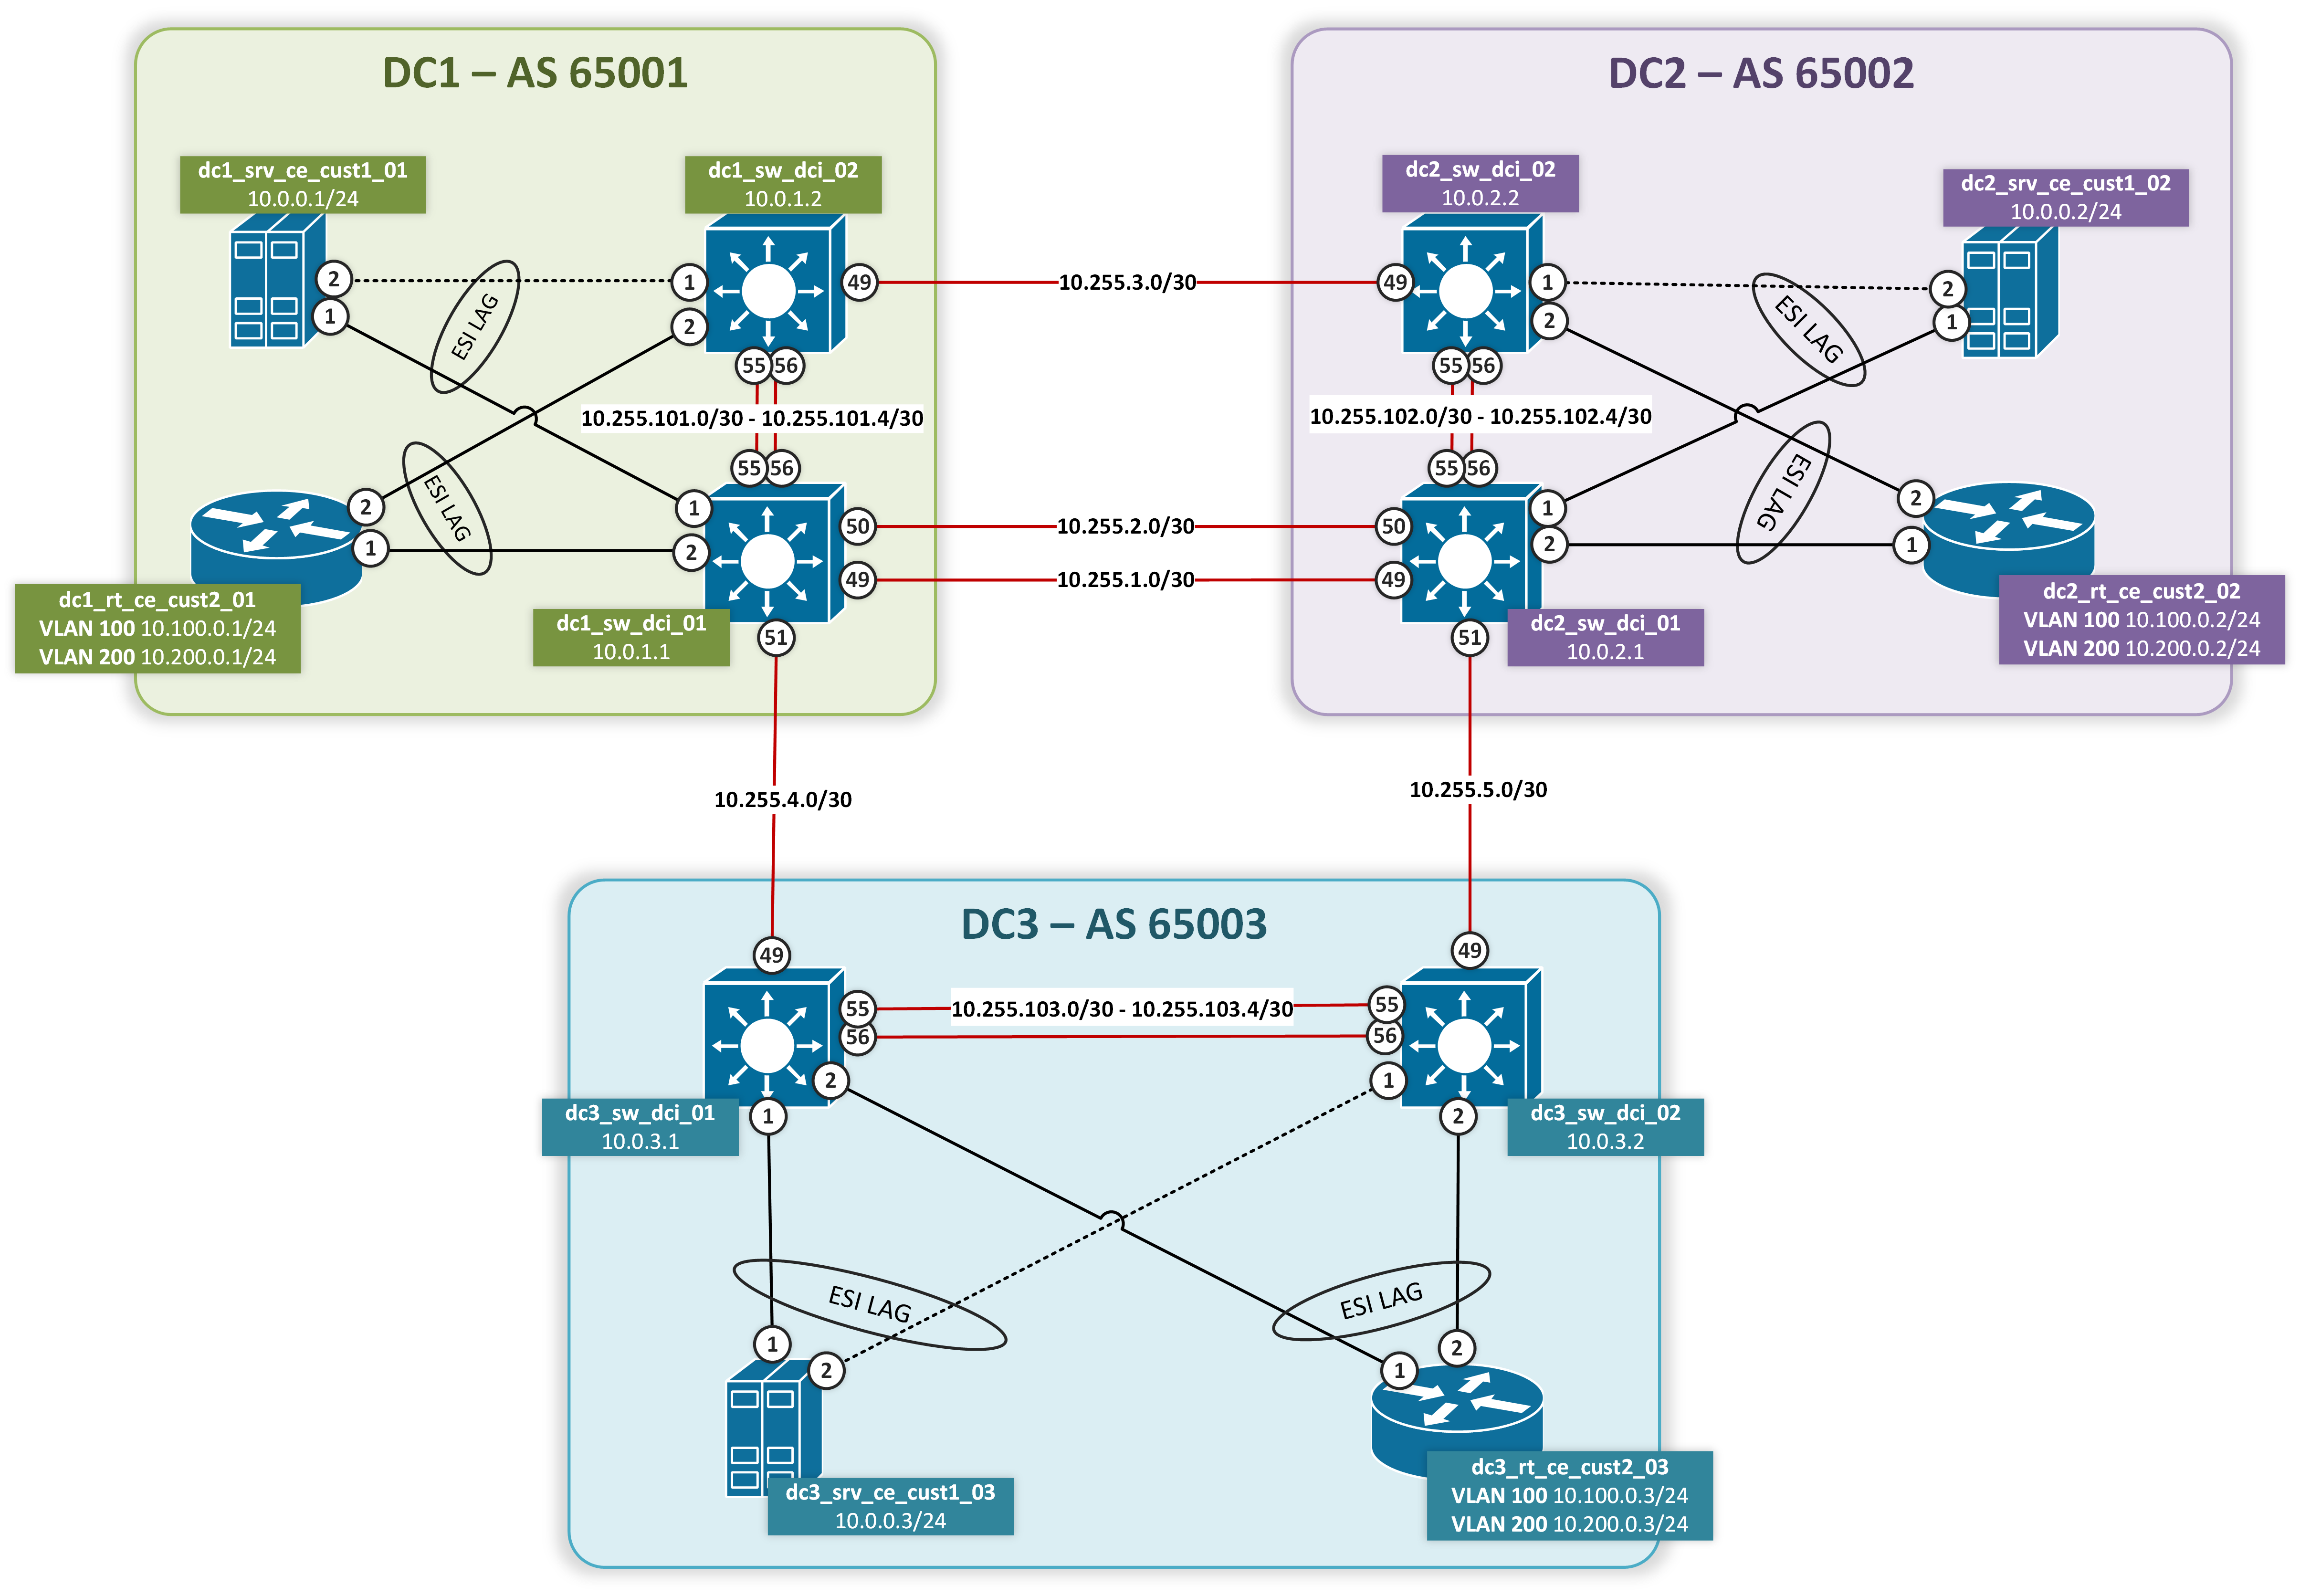 DC1 – AS 65001
DC2 – AS 65002
dc1_srv_ce_cust1_01
10.0.0.1/24
dc1_sw_dci_02
10.0.1.2
dc2_sw_dci_02
10.0.2.2
dc2_srv_ce_cust1_02
10.0.0.2/24
2
1
ESI LAG
1
2
49
10.255.3.0/30
49
1
2
ESI LAG
2
1
55
56
55
56
10.255.101.0/30 - 10.255.101.4/30
10.255.102.0/30 - 10.255.102.4/30
55
56
55
56
2
1
ESI LAG
1
2
50
49
10.255.2.0/30
10.255.1.0/30
50
49
1
2
ESI LAG
2
1
dc1_rt_ce_cust2_01
VLAN 100 10.100.0.1/24
VLAN 200 10.200.0.1/24
dc1_sw_dci_01
10.0.1.1
51
51
dc2_sw_dci_01
10.0.2.1
dc2_rt_ce_cust2_02
VLAN 100 10.100.0.2/24
VLAN 200 10.200.0.2/24
10.255.4.0/30
10.255.5.0/30
DC3 – AS 65003
49
49
55
56
10.255.103.0/30 - 10.255.103.4/30
55
56
2
1
1
2
dc3_sw_dci_01
10.0.3.1
dc3_sw_dci_02
10.0.3.2
ESI LAG
ESI LAG
1
2
1
2
dc3_srv_ce_cust1_03
10.0.0.3/24
dc3_rt_ce_cust2_03
VLAN 100 10.100.0.3/24
VLAN 200 10.200.0.3/24